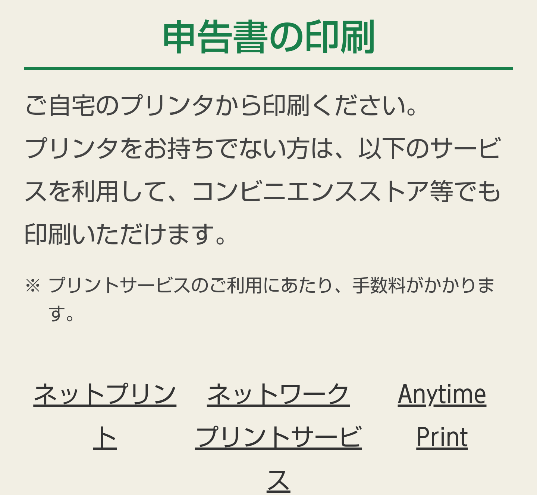 申告書の印刷
ご自宅のプリンタから印刷ください。
プリンタをお持ちでない方は、以下のサービ
スを利用して、コンビニエンスストア等でも
印刷いただけます。
※ プリントサービスのご利用にあたり、手数料がかかりま
す。
ネットプリン
ト
ネットワーク
プリントサービ
ス
Anytime
Print